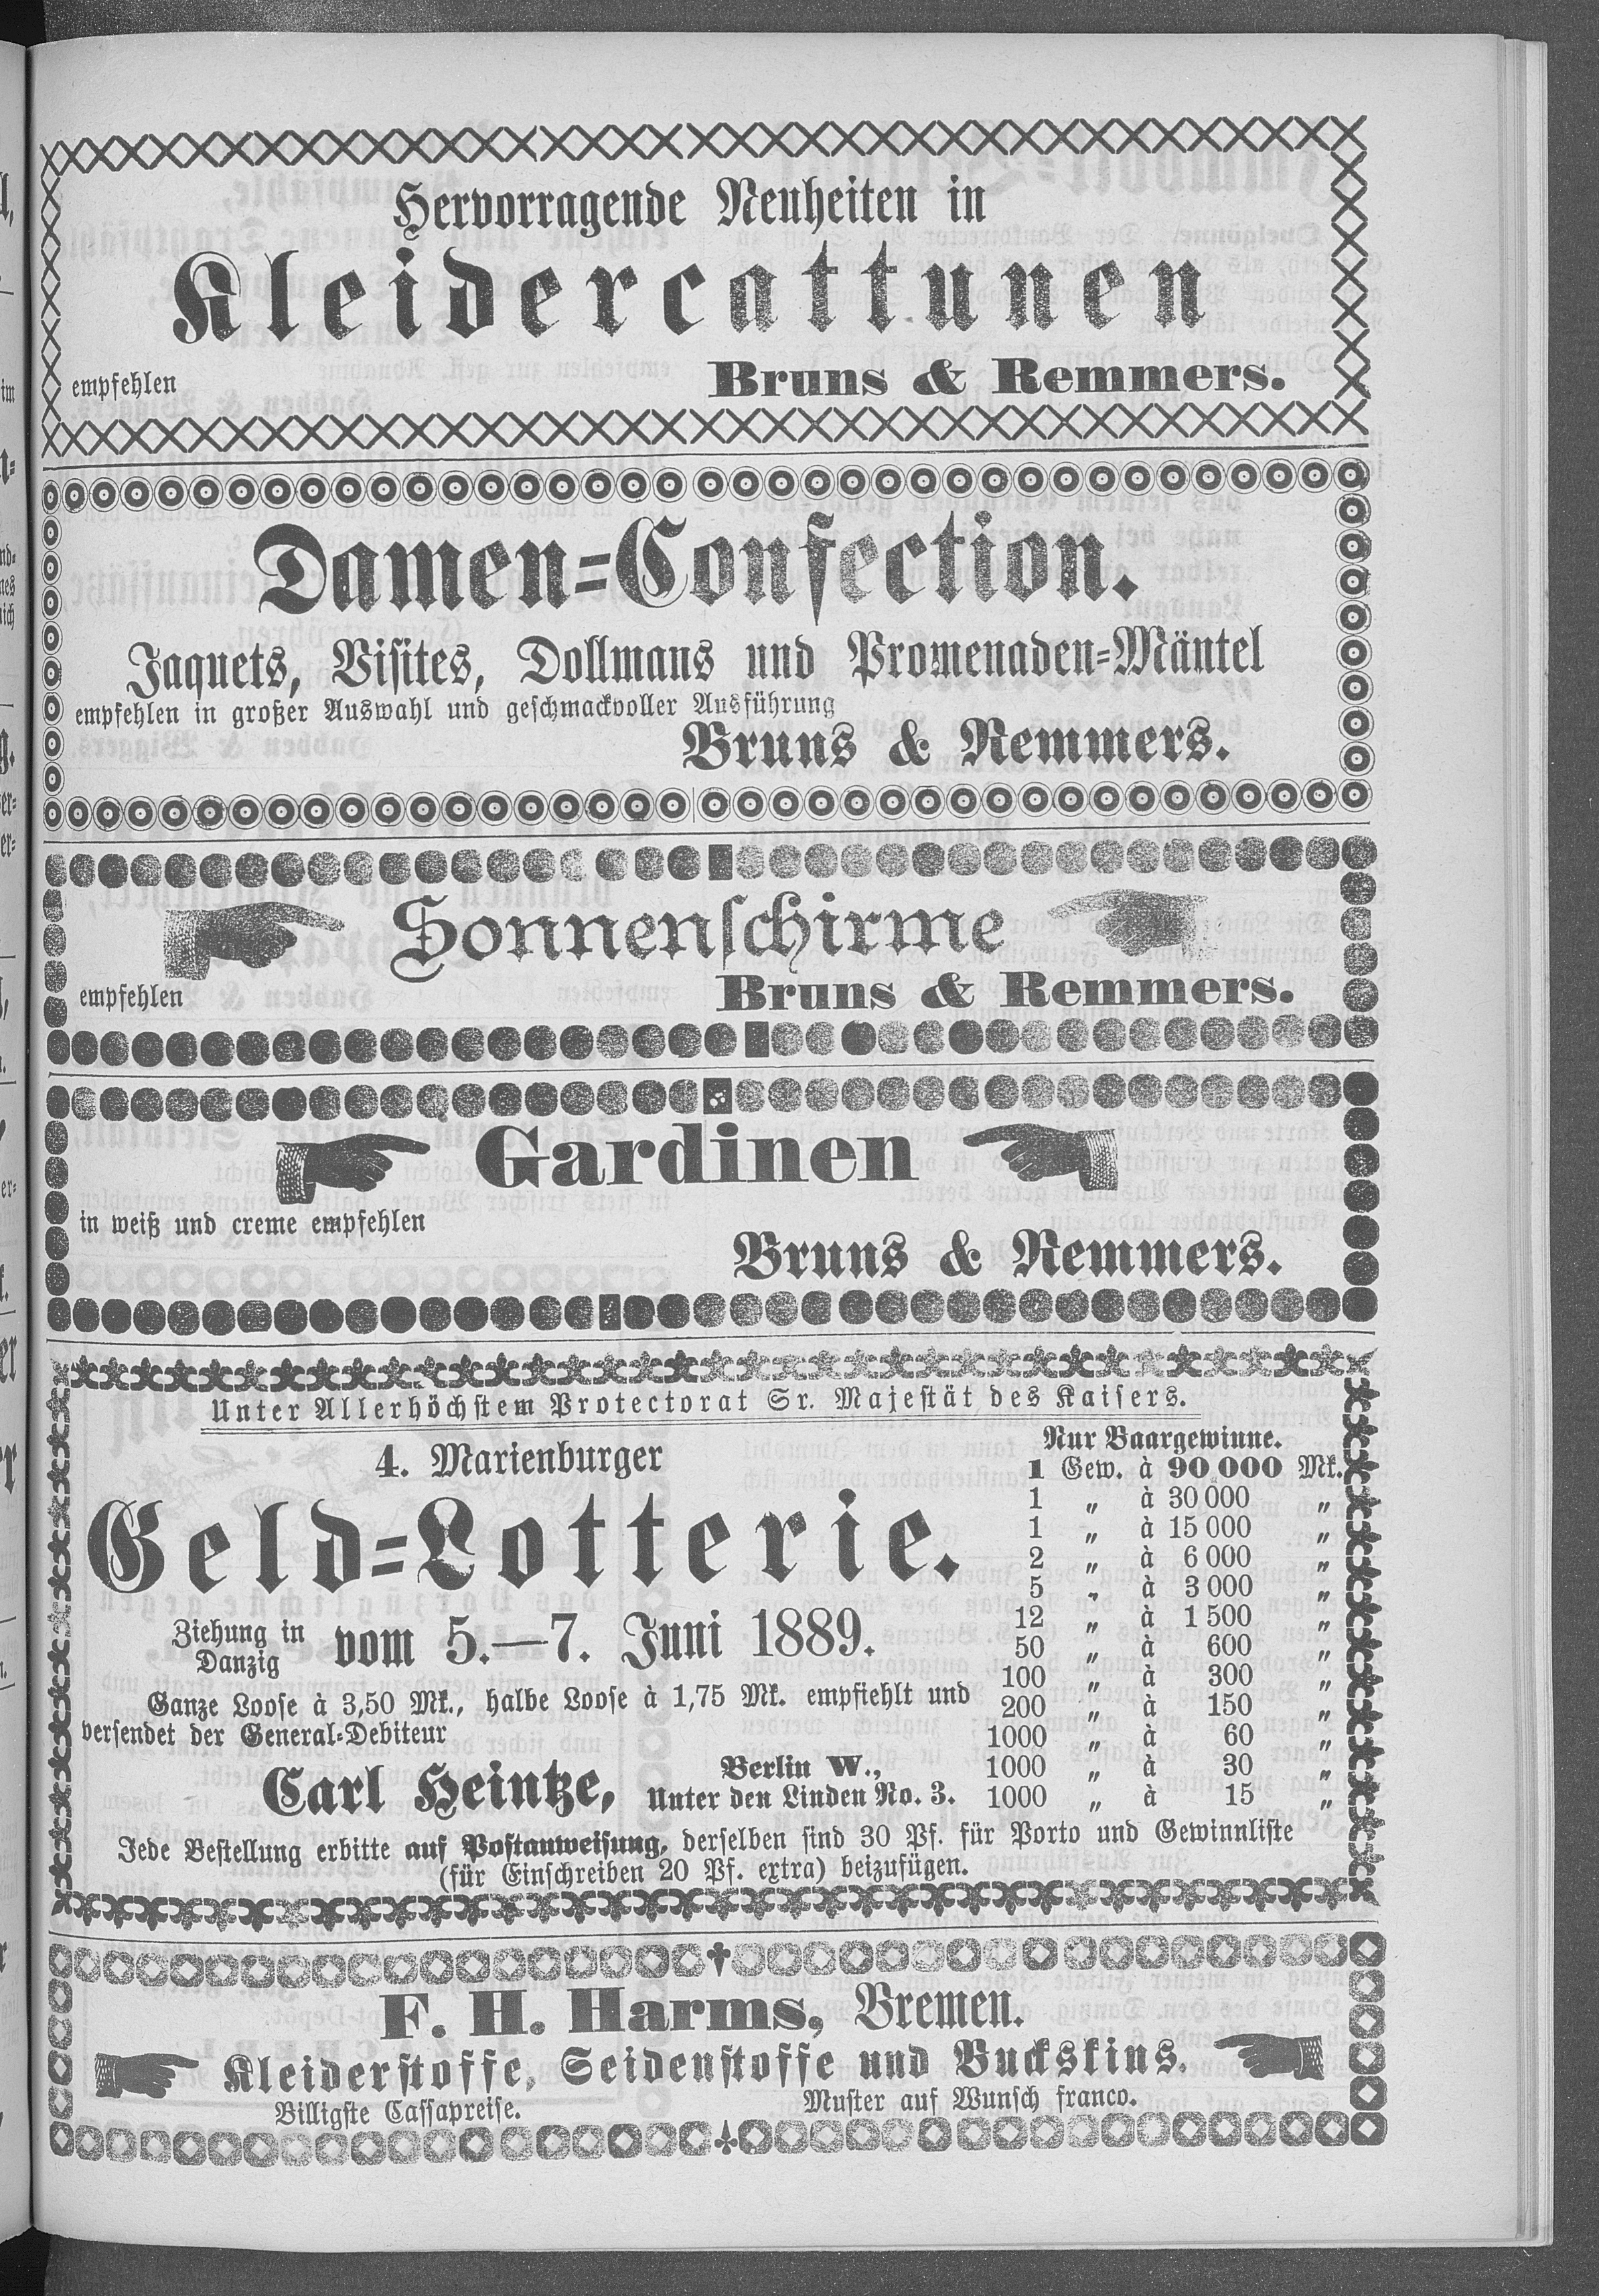 Hervorragende Neuheiten in
Kleidercattunen
empfehlen Bruns & Remmers.
Damen=Confection.
Jaquets, Visites, Dollmans und Promenaden=Mäntel
empfehlen in großer Auswahl und geschmackvoller Ausführung
Bruns & Remmers.
Sonnenschirme
empfehlen Bruns & Remmers.
Gardinen
in weiß und creme empfehlen
Bruns & Remmers.
Unter Allerhöchstem Protectorat Sr. Majestät des Kaisers.
4. Marienburger
Geld=Lotterie.
Ziehung in
Danzig
vom 5.—7. Juni 1889.
Ganze Loose à 3,50 Mk., halbe Loose à 1,75 Mk. empfiehlt und
versendet der General=Debiteur
Carl Heintze,
Berlin W.,
Unter den Linden No. 3.
Nur Baargewinne.
1 Gew. à 90 000 Mk.
1 „ à 30 000 „
1 „ à 15 000 „
2 „ à 6 000 „
5 „ à 3 000 „
12 „ à 1 500 „
50 „ à 600 „
100 „ à 300 „
200 „ à 150 „
1000 „ à 60 „
1000 „ à 30 „
1000 „ à 15 „
Jede Bestellung erbitte auf Postanweisung, derselben sind 30 Pf. für Porto und Gewinnliste
(für Einschreiben 20 Pf. extra) beizufügen.
F. H. Harms, Bremen.
Kleiderstoffe, Seidenstoffe und Buckskins.
Billigste Cassapreise. Muster auf Wunsch franco.